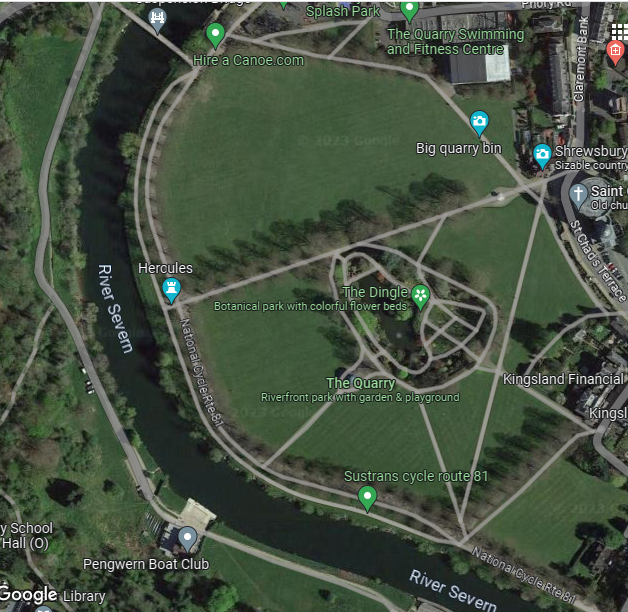 Splash Park
Priory Rd
The Quarry Swimming
and Fitness Centre
Hire a Canoe.com
Claremont Bank
Big quarry bin
Shrewsbury
Sizable country
Saint
Old chu
St Chad's Terrace
Hercules
River Severn
The Dingle
Botanical park with colorful flower beds
National Cycle Rte 81
The Quarry
Riverfront park with garden & playground
Kingsland Financial
Kingsl
Sustrans cycle route 81
y School
Hall (O)
Pengwern Boat Club
National Cycle Rte 81
River Severn
Google
Library